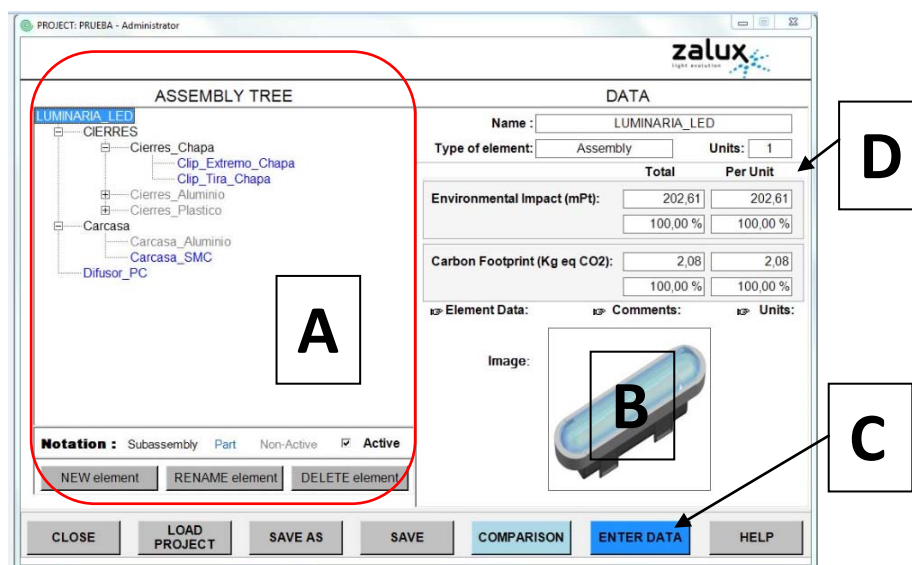 PROJECT: PRUEBA - Administrator
zalux
light evolution
ASSEMBLY TREE
LUMINARIA_LED
CIERRES
Cierres_Chapa
Clip_Extremo_Chapa
Clip_Tira_Chapa
Cierres_Aluminio
Cierres_Plastico
Carcasa
Carcasa_Aluminio
Carcasa_SMC
Difusor_PC
A
Notation : Subassembly Part Non-Active Active
NEW element RENAME element DELETE element
DATA
Name : LUMINARIA_LED
Type of element: Assembly Units: 1
Total Per Unit
Environmental Impact (mPt): 202,61 202,61
100,00 % 100,00 %
Carbon Footprint (Kg eq CO2): 2,08 2,08
100,00 % 100,00 %
Element Data: Comments: Units:
Image:
B
D
C
CLOSE LOAD PROJECT SAVE AS SAVE COMPARISON ENTER DATA HELP